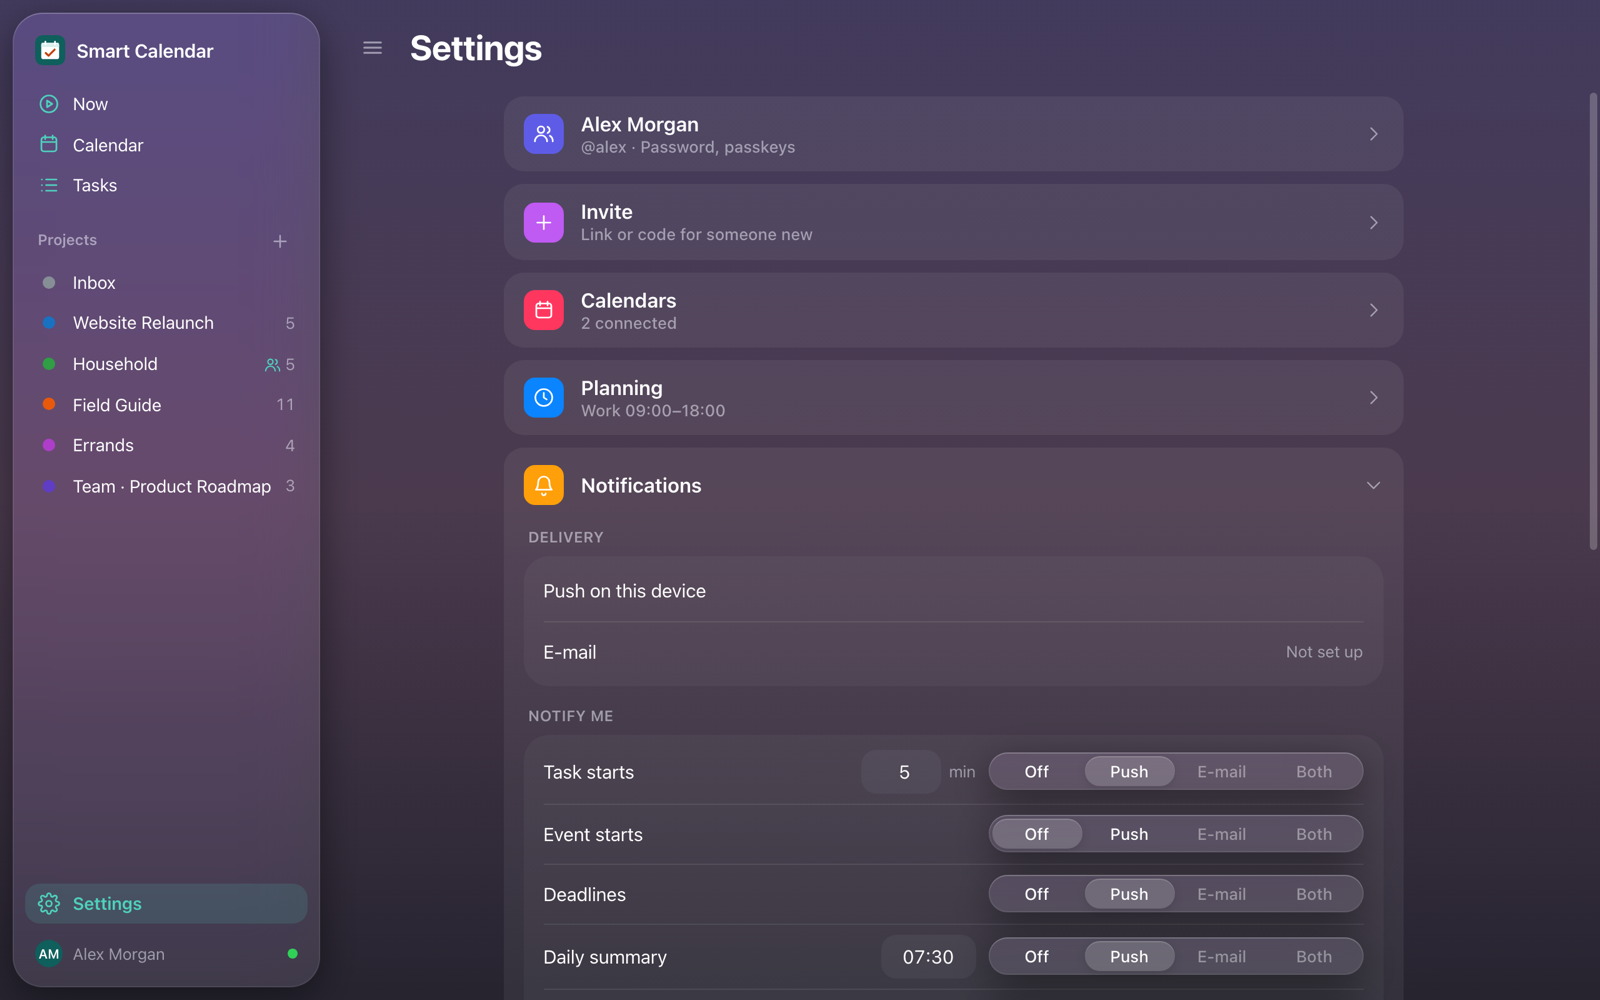 Smart Calendar
Now
Calendar
Tasks
Projects
Inbox
Website Relaunch 5
Household 5
Field Guide 11
Errands 4
Team · Product Roadmap 3
Settings
AM Alex Morgan
Settings
Alex Morgan
@alex · Password, passkeys
Invite
Link or code for someone new
Calendars
2 connected
Planning
Work 09:00–18:00
Notifications
DELIVERY
Push on this device
E-mail Not set up
NOTIFY ME
Task starts 5 min Off Push E-mail Both
Event starts Off Push E-mail Both
Deadlines Off Push E-mail Both
Daily summary 07:30 Off Push E-mail Both